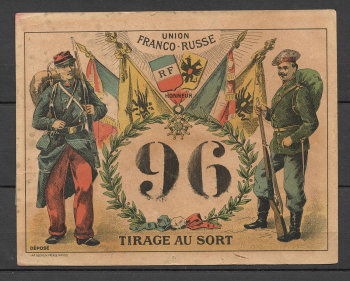 UNION
FRANCO-RUSSE
RF
HONNEUR
96
TIRAGE AU SORT
DÉPOSÉ